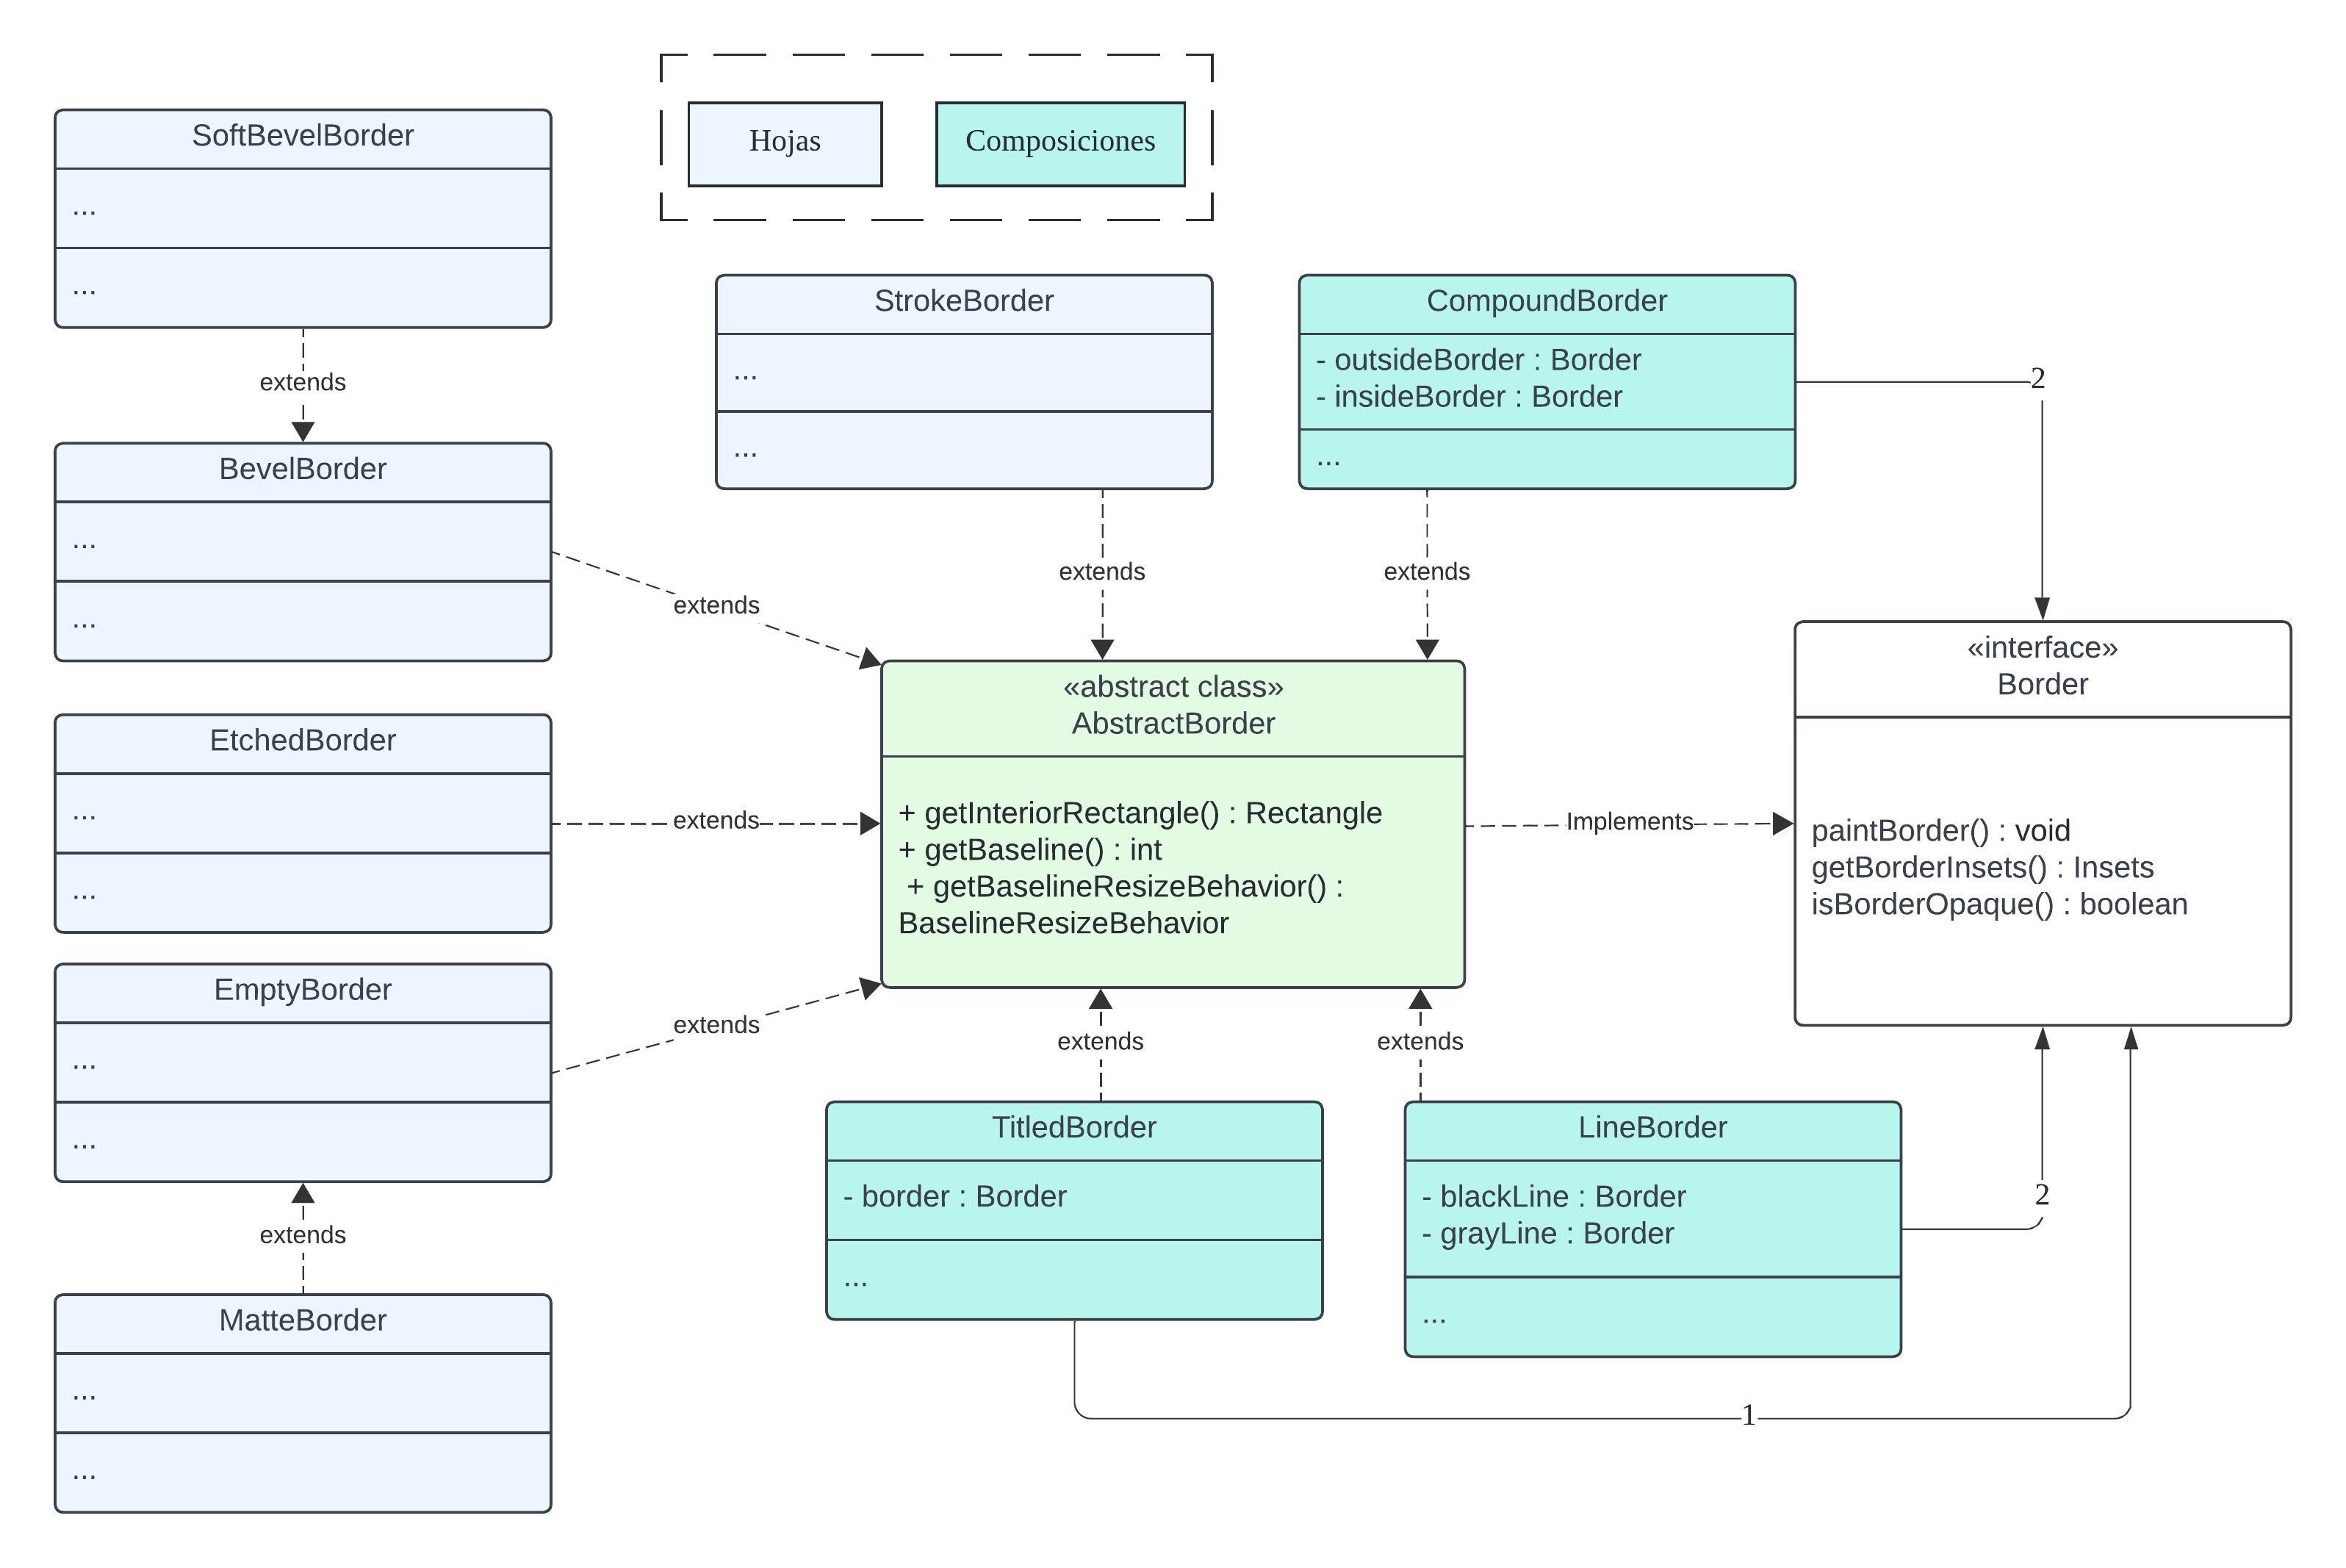 Hojas
Composiciones
SoftBevelBorder
...
...
extends
BevelBorder
...
...
extends
StrokeBorder
...
...
extends
CompoundBorder
- outsideBorder : Border
- insideBorder : Border
...
extends
2
EtchedBorder
...
...
extends
«abstract class»
AbstractBorder
+ getInteriorRectangle() : Rectangle
+ getBaseline() : int
+ getBaselineResizeBehavior() :
BaselineResizeBehavior
Implements
«interface»
Border
paintBorder() : void
getBorderInsets() : Insets
isBorderOpaque() : boolean
EmptyBorder
...
...
extends
extends
MatteBorder
...
...
extends
TitledBorder
- border : Border
...
extends
LineBorder
- blackLine : Border
- grayLine : Border
...
2
1